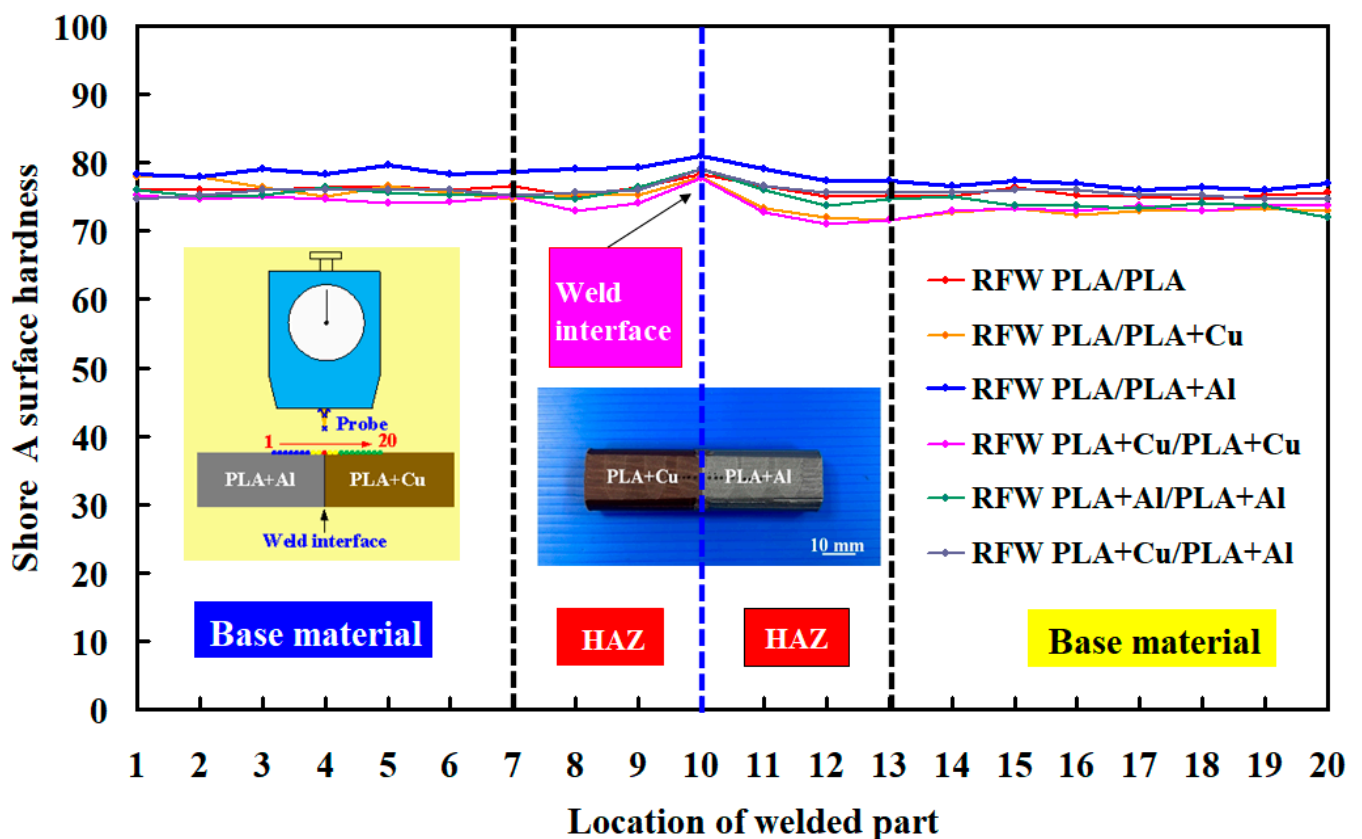 Shore A surface hardness
100
90
80
70
60
50
40
30
20
10
0
Weld
interface
RFW PLA/PLA
RFW PLA/PLA+Cu
RFW PLA/PLA+Al
RFW PLA+Cu/PLA+Cu
RFW PLA+Al/PLA+Al
RFW PLA+Cu/PLA+Al
Probe
1 20
PLA+Al PLA+Cu
Weld interface
PLA+Cu PLA+Al
10 mm
Base material HAZ HAZ Base material
1 2 3 4 5 6 7 8 9 10 11 12 13 14 15 16 17 18 19 20
Location of welded part